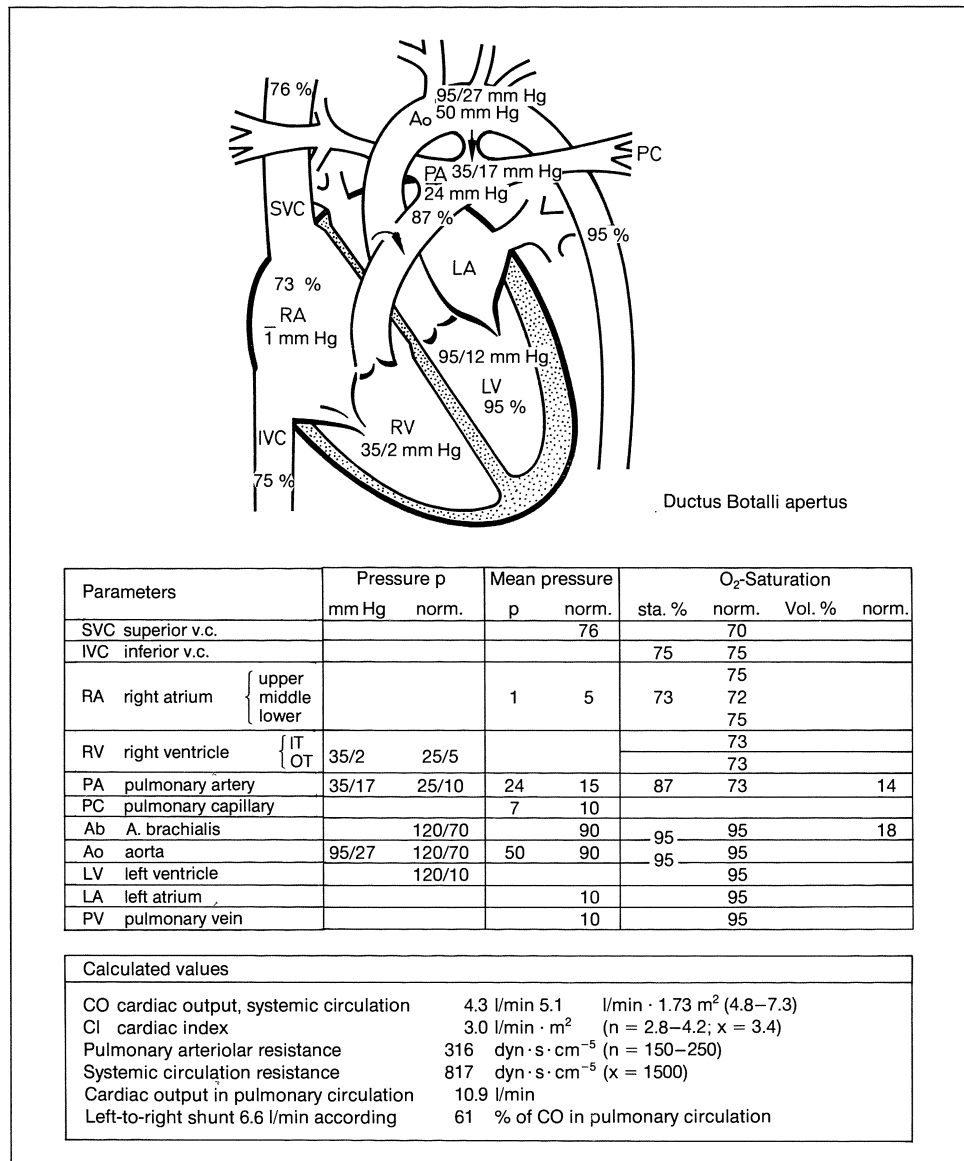 76 %
95/27 mm Hg
Ao 50 mm Hg
PC
PA 35/17 mm Hg
24 mm Hg
SVC
87 %
95 %
LA
73 %
RA
1 mm Hg
95/12 mm Hg
LV
95 %
RV
IVC
35/2 mm Hg
75 %
Ductus Botalli apertus
Parameters Pressure p Mean pressure O₂-Saturation
mm Hg norm. p norm. sta. % norm. Vol. % norm.
SVC superior v.c. 76 70
IVC inferior v.c. 75 75
upper 75
RA right atrium middle 1 5 73 72
lower 75
RV right ventricle IT 73
OT 35/2 25/5 73
PA pulmonary artery 35/17 25/10 24 15 87 73 14
PC pulmonary capillary 7 10
Ab A. brachialis 120/70 90 95 95 18
Ao aorta 95/27 120/70 50 90 95 95
LV left ventricle 120/10 95
LA left atrium 10 95
PV pulmonary vein 10 95
Calculated values
CO cardiac output, systemic circulation 4.3 l/min 5.1 l/min · 1.73 m² (4.8–7.3)
CI cardiac index 3.0 l/min · m² (n = 2.8–4.2; x = 3.4)
Pulmonary arteriolar resistance 316 dyn·s·cm⁻⁵ (n = 150–250)
Systemic circulation resistance 817 dyn·s·cm⁻⁵ (x = 1500)
Cardiac output in pulmonary circulation 10.9 l/min
Left-to-right shunt 6.6 l/min according 61 % of CO in pulmonary circulation